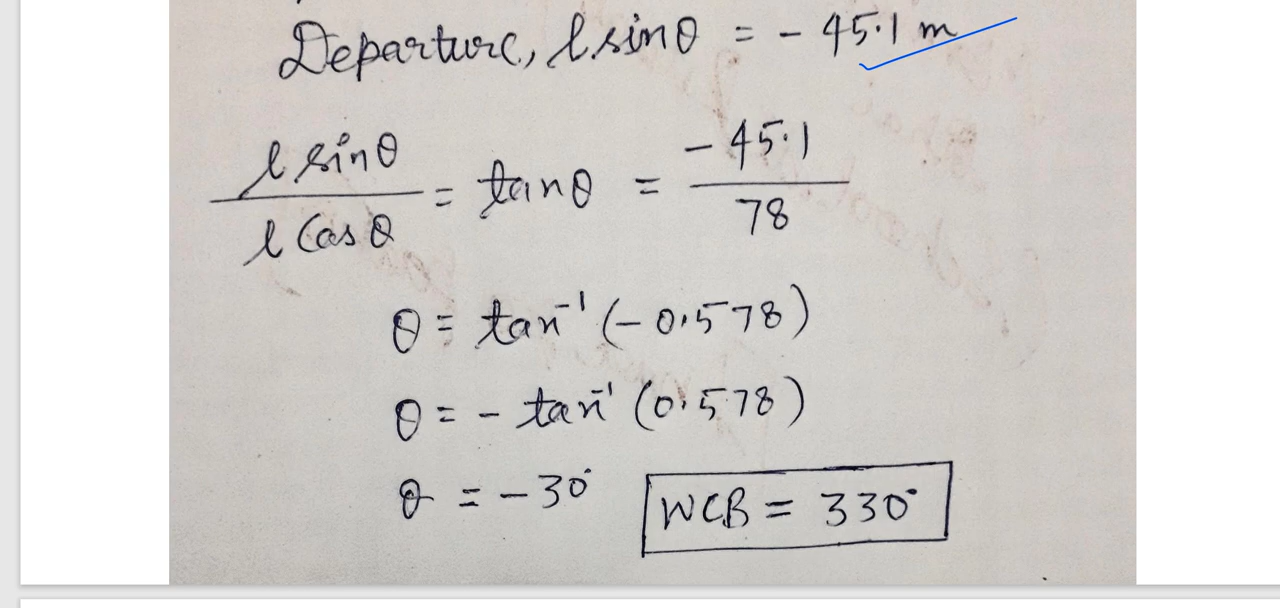 Departure, l sinθ = - 45.1 m
l sinθ / l Cos θ = tanθ = -45.1 / 78
θ = tan⁻¹ (- 0.578)
θ = - tan⁻¹ (0.578)
θ = - 30° WCB = 330°